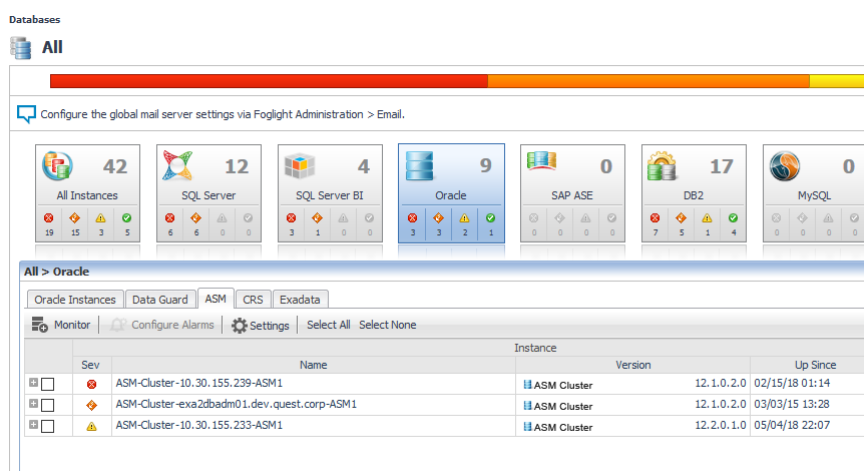 Databases
All
Configure the global mail server settings via Foglight Administration > Email.
42 12 4 9 0 17 0
All Instances SQL Server SQL Server BI Oracle SAP ASE DB2 MySQL
19 15 3 5 6 6 0 0 3 1 0 0 3 3 2 1 0 0 0 0 7 5 1 4 0 0 0 0
All > Oracle
Oracle Instances Data Guard ASM CRS Exadata
Monitor Configure Alarms Settings Select All Select None
Instance
Sev Name Version Up Since
ASM-Cluster-10.30.155.239-ASM1 ASM Cluster 12.1.0.2.0 02/15/18 01:14
ASM-Cluster-exa2dbadm01.dev.quest.corp-ASM1 ASM Cluster 12.1.0.2.0 03/03/15 13:28
ASM-Cluster-10.30.155.233-ASM1 ASM Cluster 12.2.0.1.0 05/04/18 22:07